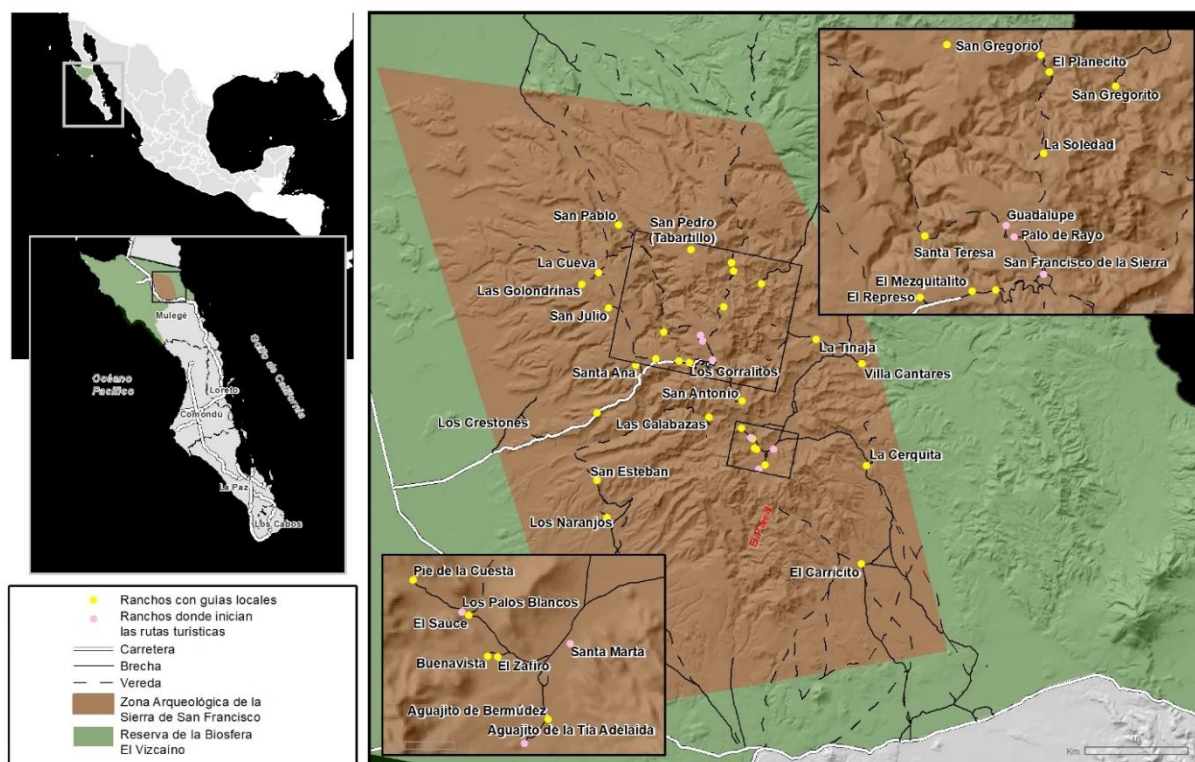 Océano
Pacífico
Golfo de California
Mulegé
Loreto
Comondú
La Paz
Los Cabos
Ranchos con guías locales
Ranchos donde inician
las rutas turísticas
Carretera
Brecha
Vereda
Zona Arqueológica de la
Sierra de San Francisco
Reserva de la Biosfera
El Vizcaíno
San Pablo
San Pedro
(Tabartillo)
La Cueva
Las Golondrinas
San Julio
Santa Ana
Los Corralitos
La Tinaja
Villa Cantares
San Antonio
Los Crestones
Las Calabazas
La Cerquita
San Esteban
Los Naranjos
El Carricito
San Gregorio
El Planecito
San Gregorito
La Soledad
Guadalupe
Palo de Rayo
Santa Teresa
San Francisco de la Sierra
El Mezquitalito
El Represo
Pie de la Cuesta
Los Palos Blancos
El Sauce
Santa Marta
Buenavista
El Zafiro
Aguajito de Bermúdez
Aguajito de la Tía Adelaida
Km
10